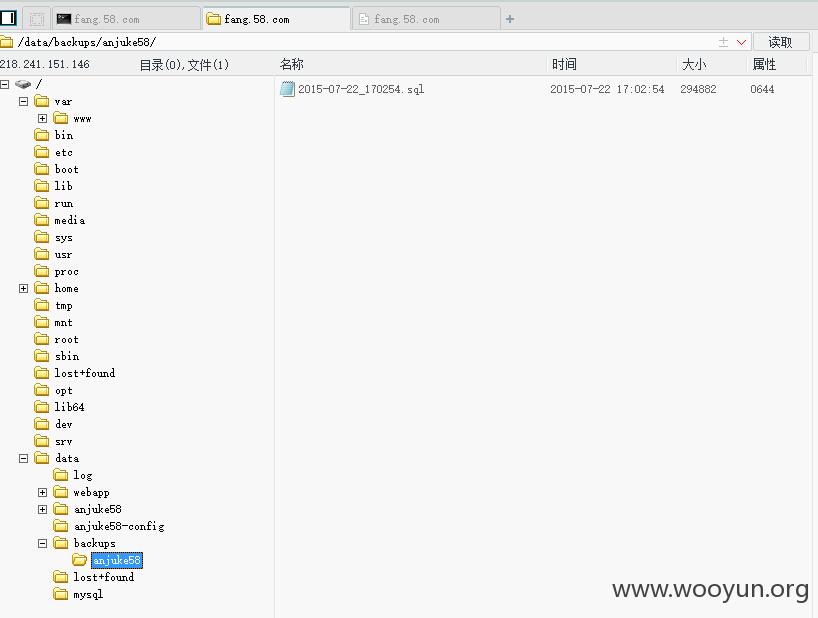 fang.58.com fang.58.com fang.58.com +
/data/backups/anjuke58/ 读取
218.241.151.146 目录(0),文件(1) 名称 时间 大小 属性
/
2015-07-22_170254.sql 2015-07-22 17:02:54 294882 0644
var
www
bin
etc
boot
lib
run
media
sys
usr
proc
home
tmp
mnt
root
sbin
lost+found
opt
lib64
dev
srv
data
log
webapp
anjuke58
anjuke58-config
backups
anjuke58
lost+found
mysql
www.wooyun.org